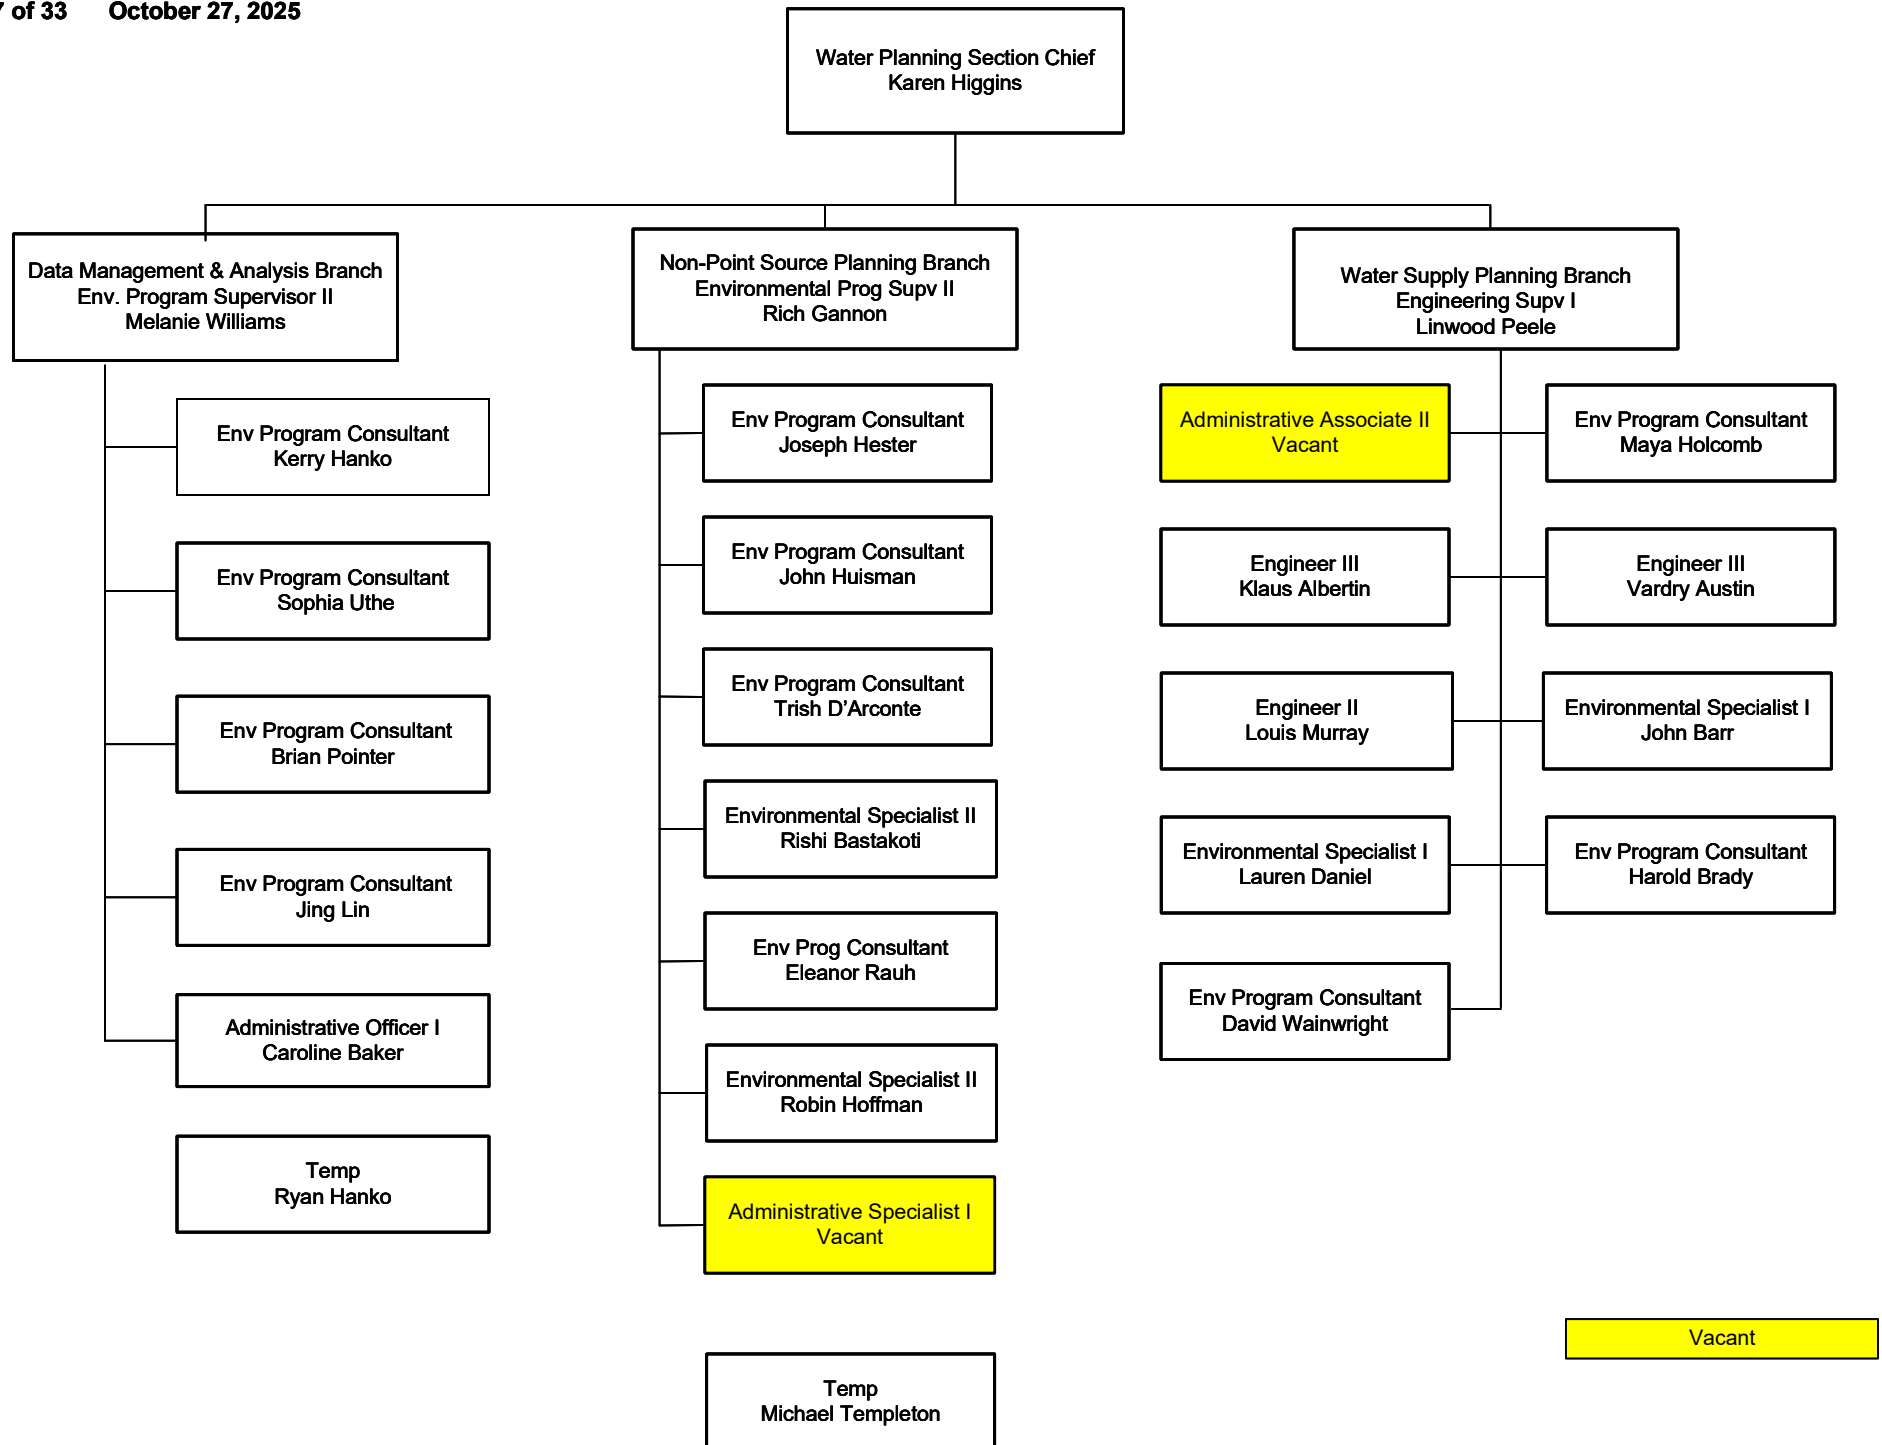 of 33 October 27, 2025
Water Planning Section Chief
Karen Higgins
Data Management & Analysis Branch
Env. Program Supervisor II
Melanie Williams
Env Program Consultant
Kerry Hanko
Env Program Consultant
Sophia Uthe
Env Program Consultant
Brian Pointer
Env Program Consultant
Jing Lin
Administrative Officer I
Caroline Baker
Temp
Ryan Hanko
Non-Point Source Planning Branch
Environmental Prog Supv II
Rich Gannon
Env Program Consultant
Joseph Hester
Env Program Consultant
John Huisman
Env Program Consultant
Trish D’Arconte
Environmental Specialist II
Rishi Bastakoti
Env Prog Consultant
Eleanor Rauh
Environmental Specialist II
Robin Hoffman
Administrative Specialist I
Vacant
Temp
Michael Templeton
Water Supply Planning Branch
Engineering Supv I
Linwood Peele
Administrative Associate II
Vacant
Env Program Consultant
Maya Holcomb
Engineer III
Klaus Albertin
Engineer III
Vardry Austin
Engineer II
Louis Murray
Environmental Specialist I
John Barr
Environmental Specialist I
Lauren Daniel
Env Program Consultant
Harold Brady
Env Program Consultant
David Wainwright
Vacant